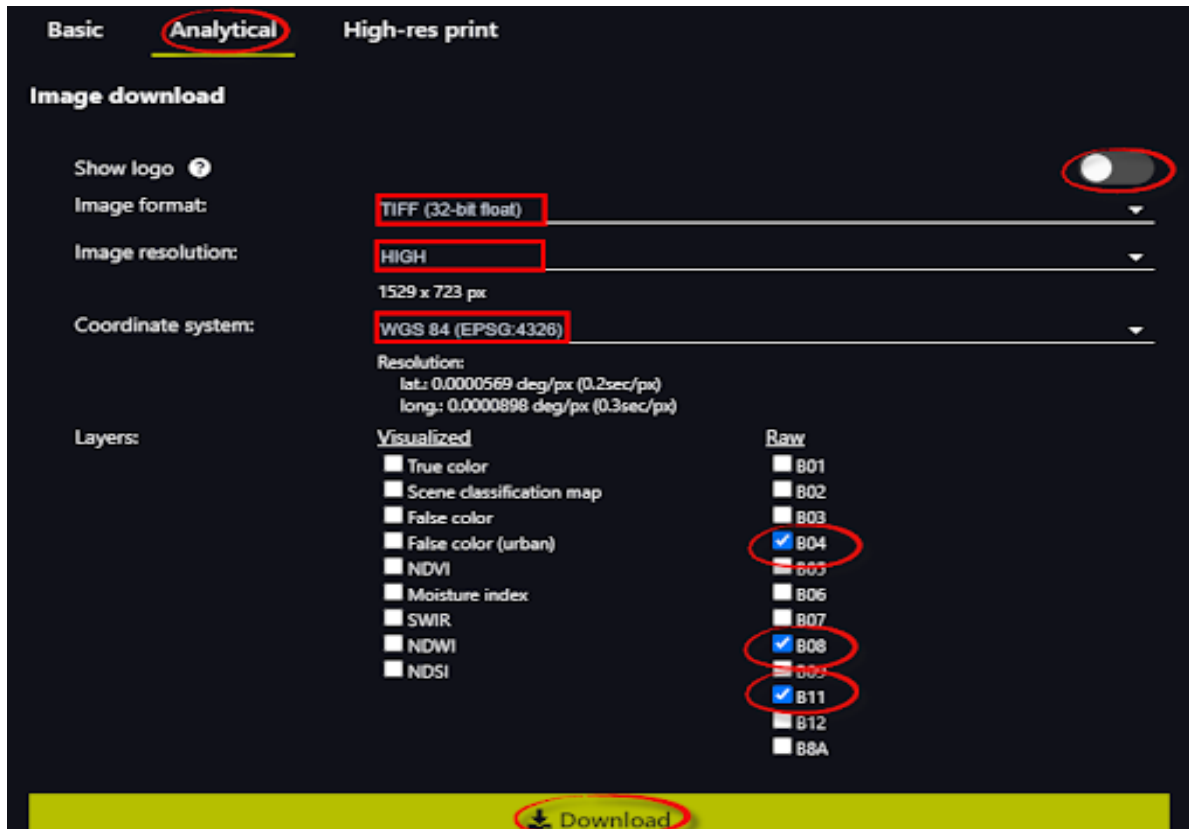 Basic Analytical High-res print
Image download
Show logo ?
Image format: TIFF (32-bit float)
Image resolution: HIGH
1529 x 723 px
Coordinate system: WGS 84 (EPSG:4326)
Resolution:
lat.: 0.0000569 deg/px (0.2sec/px)
long.: 0.0000898 deg/px (0.3sec/px)
Layers: Visualized Raw
True color B01
Scene classification map B02
False color B03
False color (urban) B04
NDVI B05
Moisture index B06
SWIR B07
NDWI B08
NDSI B09
B11
B12
B8A
Download